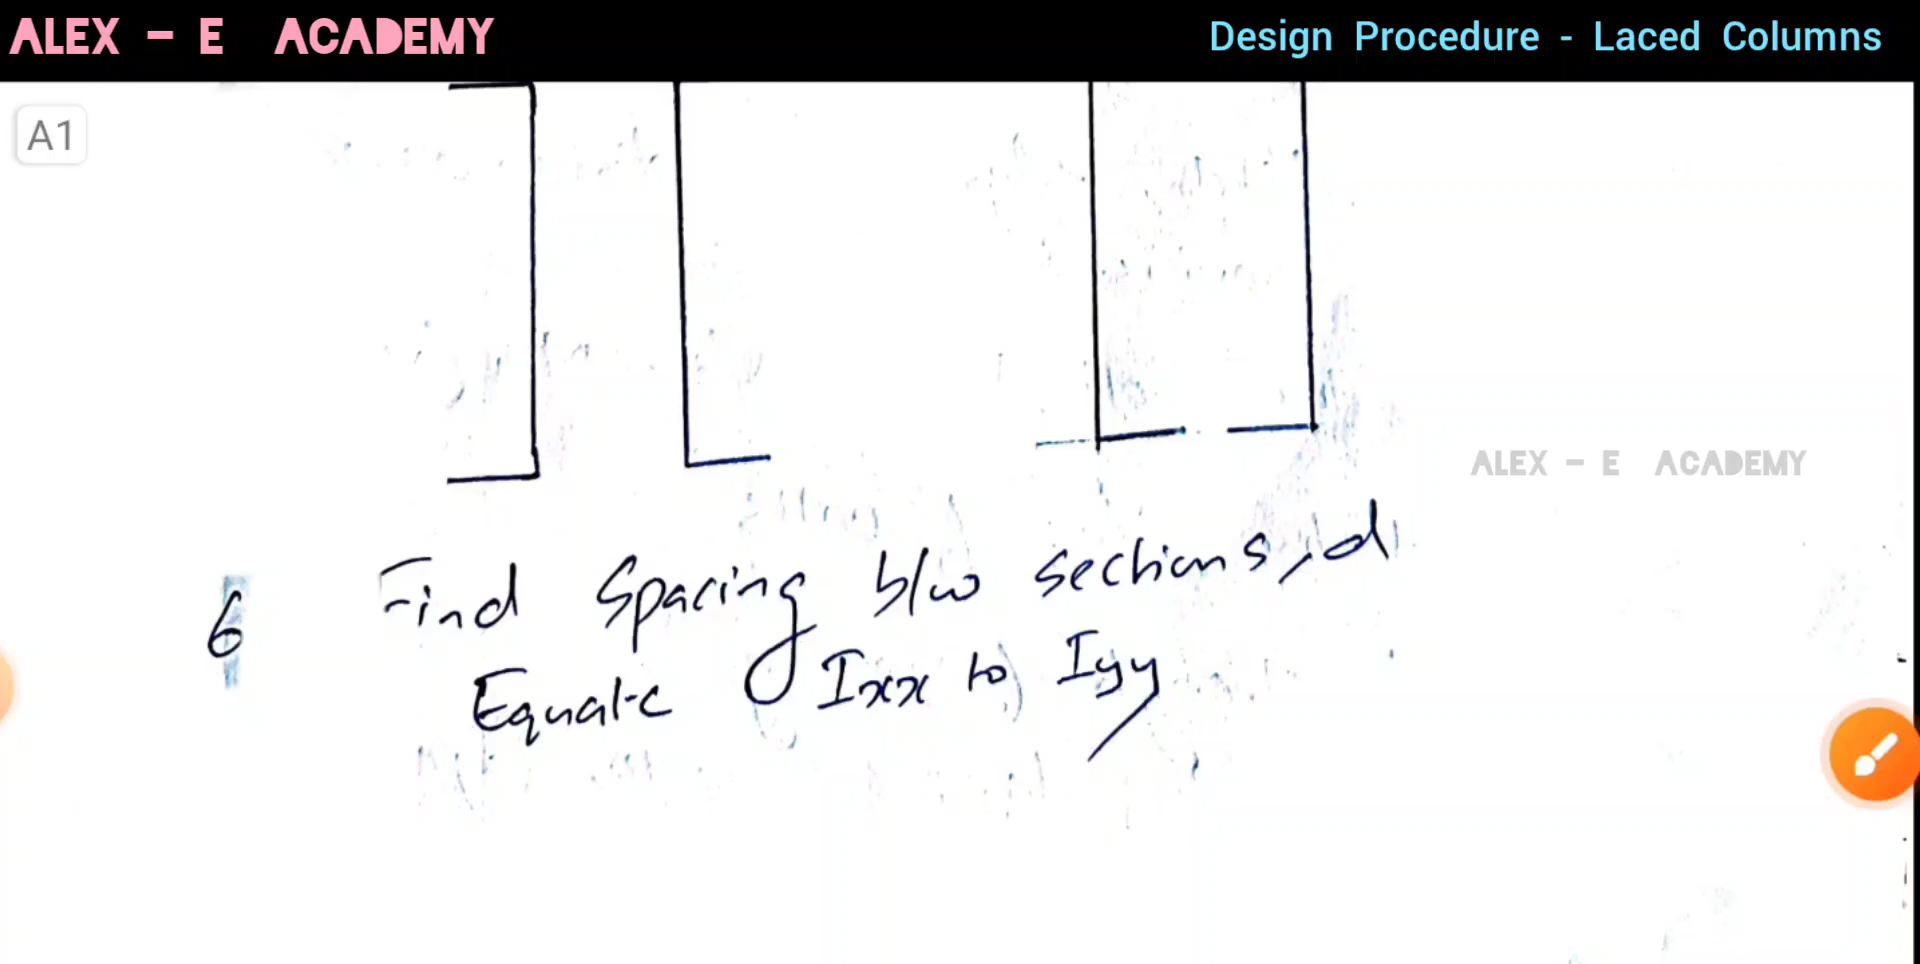 ALEX - E ACADEMY
Design Procedure - Laced Columns
A1
ALEX - E ACADEMY
6 Find Spacing b/w sections, d
Equate Ixx to Iyy